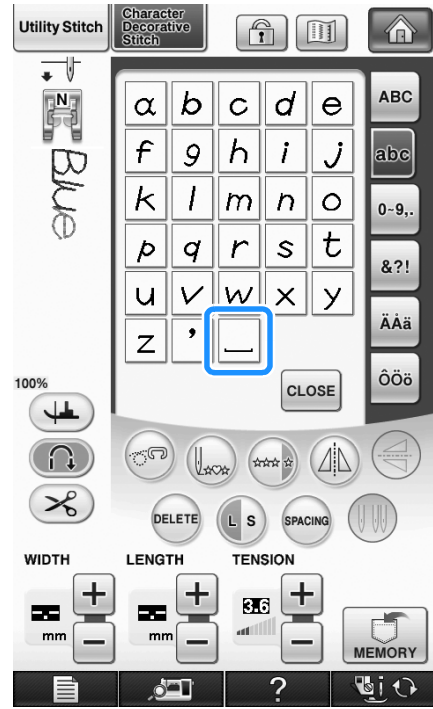 Utility Stitch
Character
Decorative
Stitch
N
Blue
a b c d e
f g h i j
k l m n o
p q r s t
u v w x y
z '
ABC
abc
0~9,.
&?!
ÄÅä
ÔÖö
CLOSE
100%
DELETE
L S
SPACING
WIDTH
LENGTH
TENSION
mm
mm
3.6
MEMORY
?